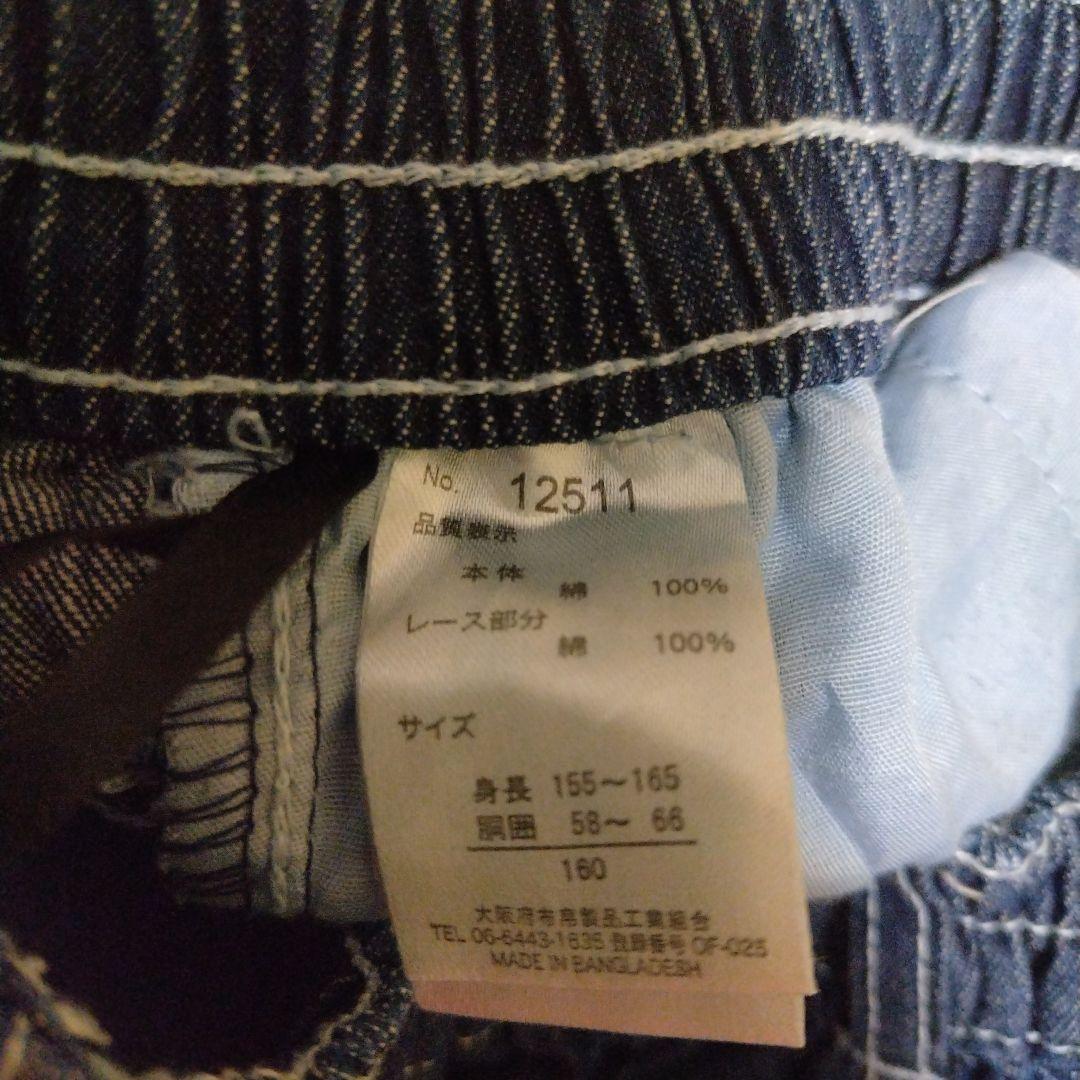 No. 12511
品質表示
本体
綿 100%
レース部分
綿 100%
サイズ
身長 155～165
胴囲 58～ 66
160
大阪府布帛製品工業組合
TEL 06-6443-1635 登録番号 OF-025
MADE IN BANGLADESH